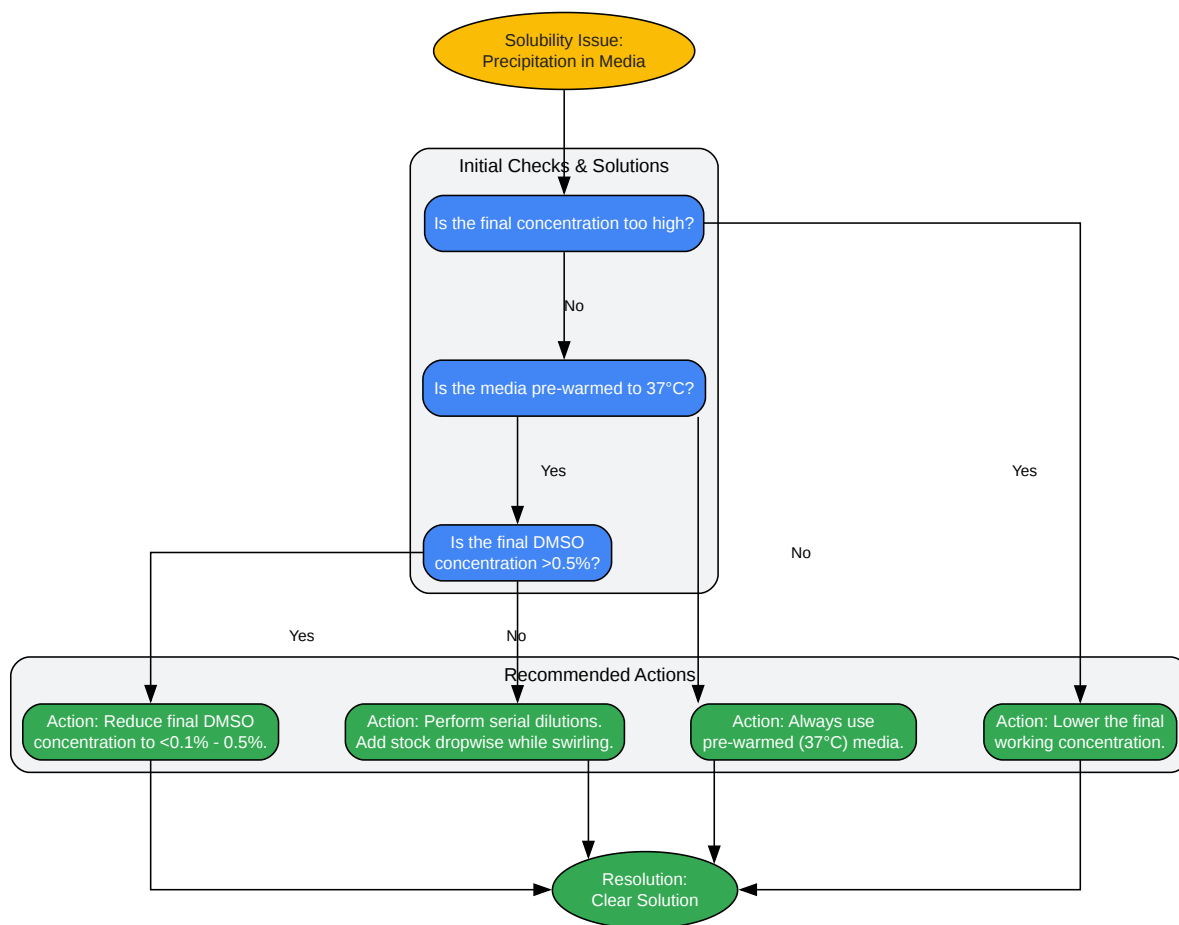 Solubility Issue:
Precipitation in Media
Initial Checks & Solutions
Is the final concentration too high?
No
Is the media pre-warmed to 37°C?
Yes
Yes
Is the final DMSO
concentration >0.5%?
No
Yes
No
Recommended Actions
Action: Reduce final DMSO
concentration to <0.1% - 0.5%.
Action: Perform serial dilutions.
Add stock dropwise while swirling.
Action: Always use
pre-warmed (37°C) media.
Action: Lower the final
working concentration.
Resolution:
Clear Solution